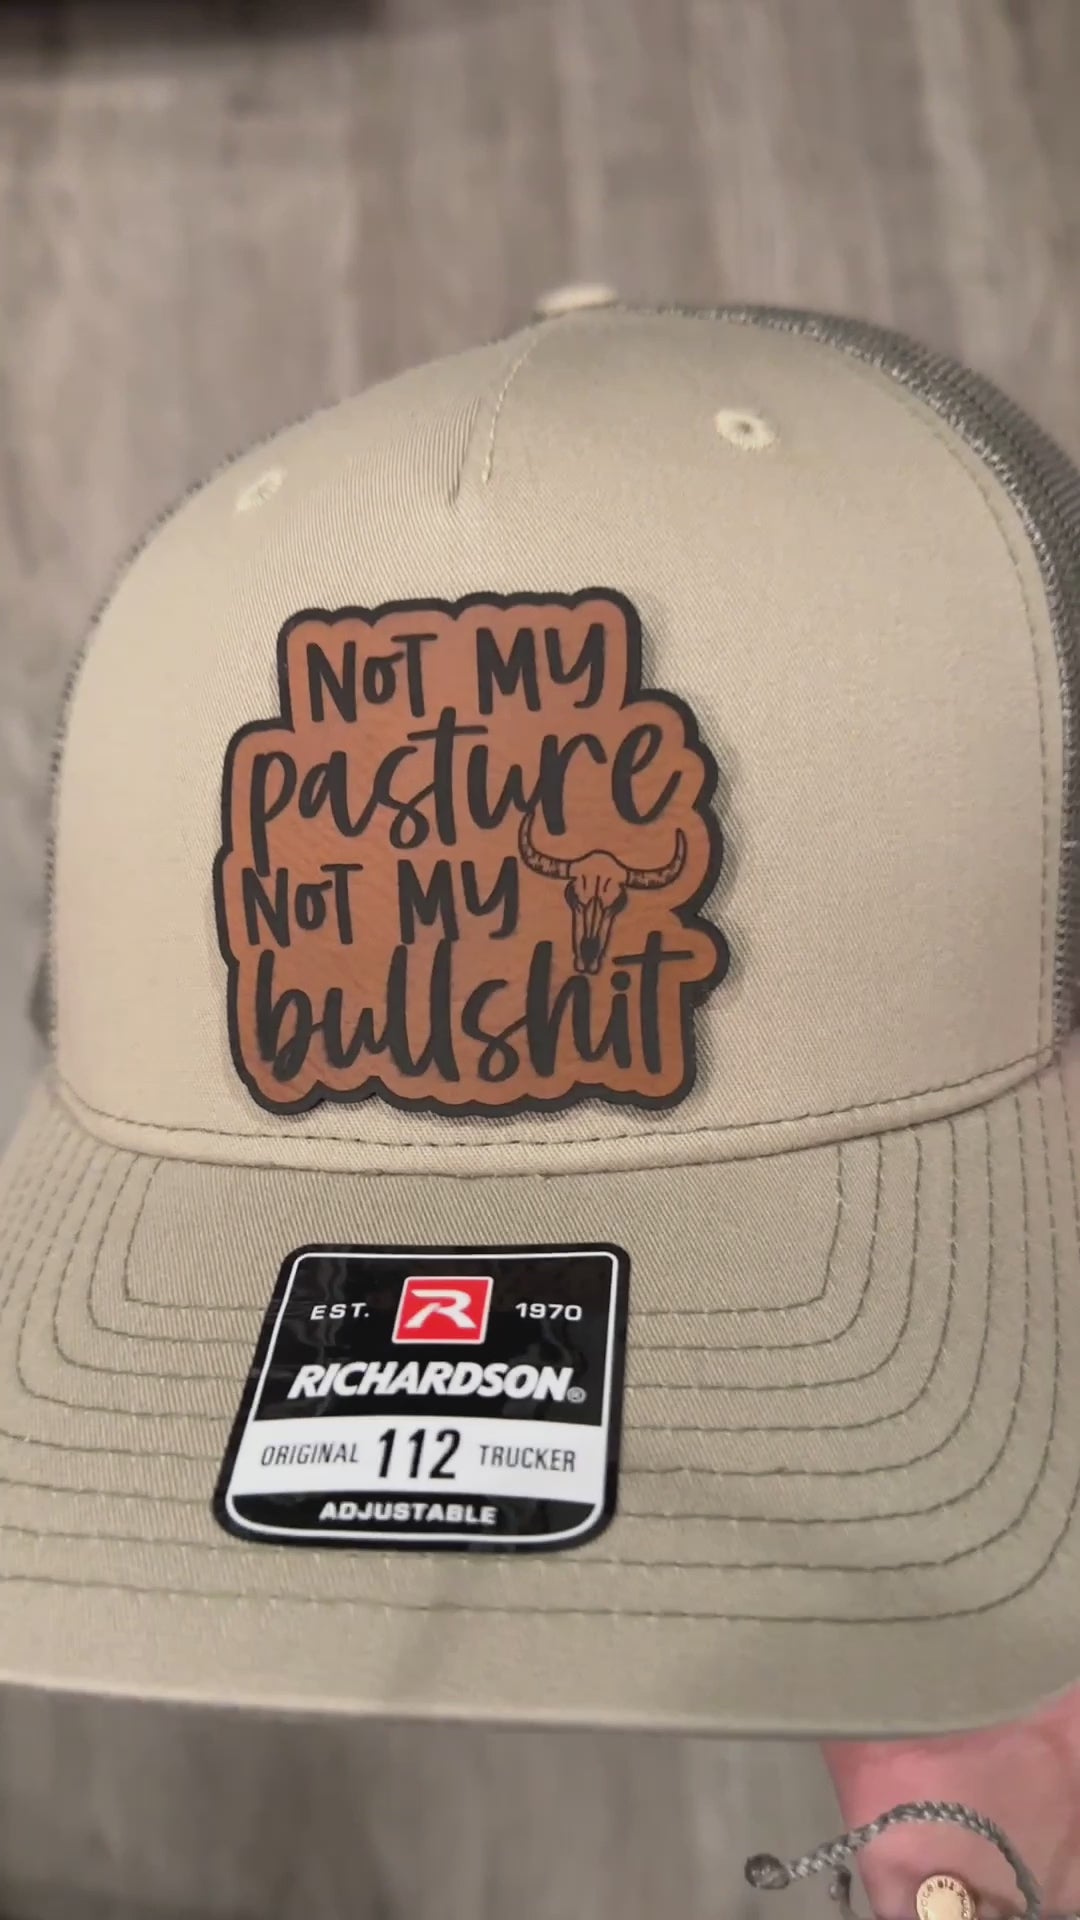 NOT MY
pasture
NOT MY
bullshit
EST. R 1970
RICHARDSON®
ORIGINAL 112 TRUCKER
ADJUSTABLE